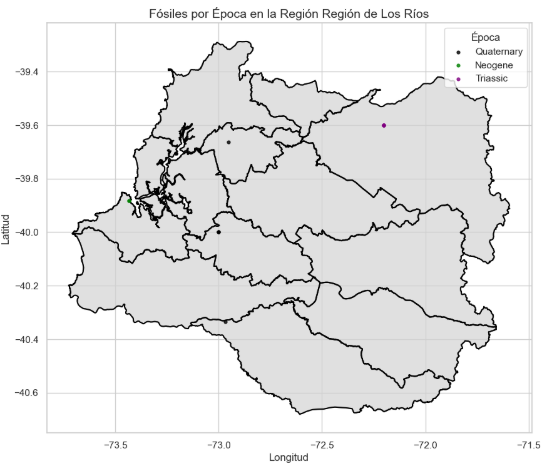 Fósiles por Época en la Región Región de Los Ríos
Época
Quaternary
Neogene
Triassic
−39.4
−39.6
−39.8
−40.0
−40.2
−40.4
−40.6
Latitud
−73.5
−73.0
−72.5
−72.0
−71.5
Longitud